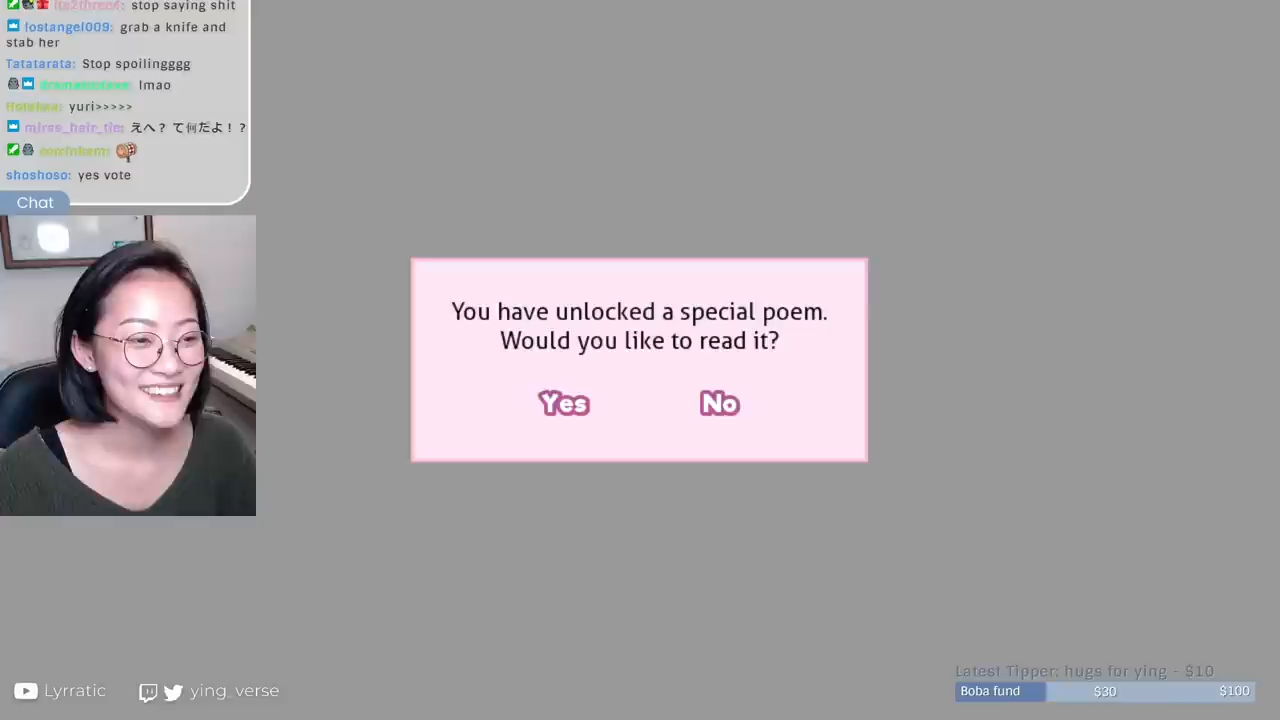 stop saying shit
lostangel009: grab a knife and
stab her
Tatatarata: Stop spoilingggg
lmao
yuri>>>>>
miras_hair_tie: えへ？て何だよ！？
shoshoso: yes vote
Chat
You have unlocked a special poem.
Would you like to read it?
Yes No
Latest Tipper: hugs for ying - $10
Boba fund $30 $100
Lyrratic ying_verse